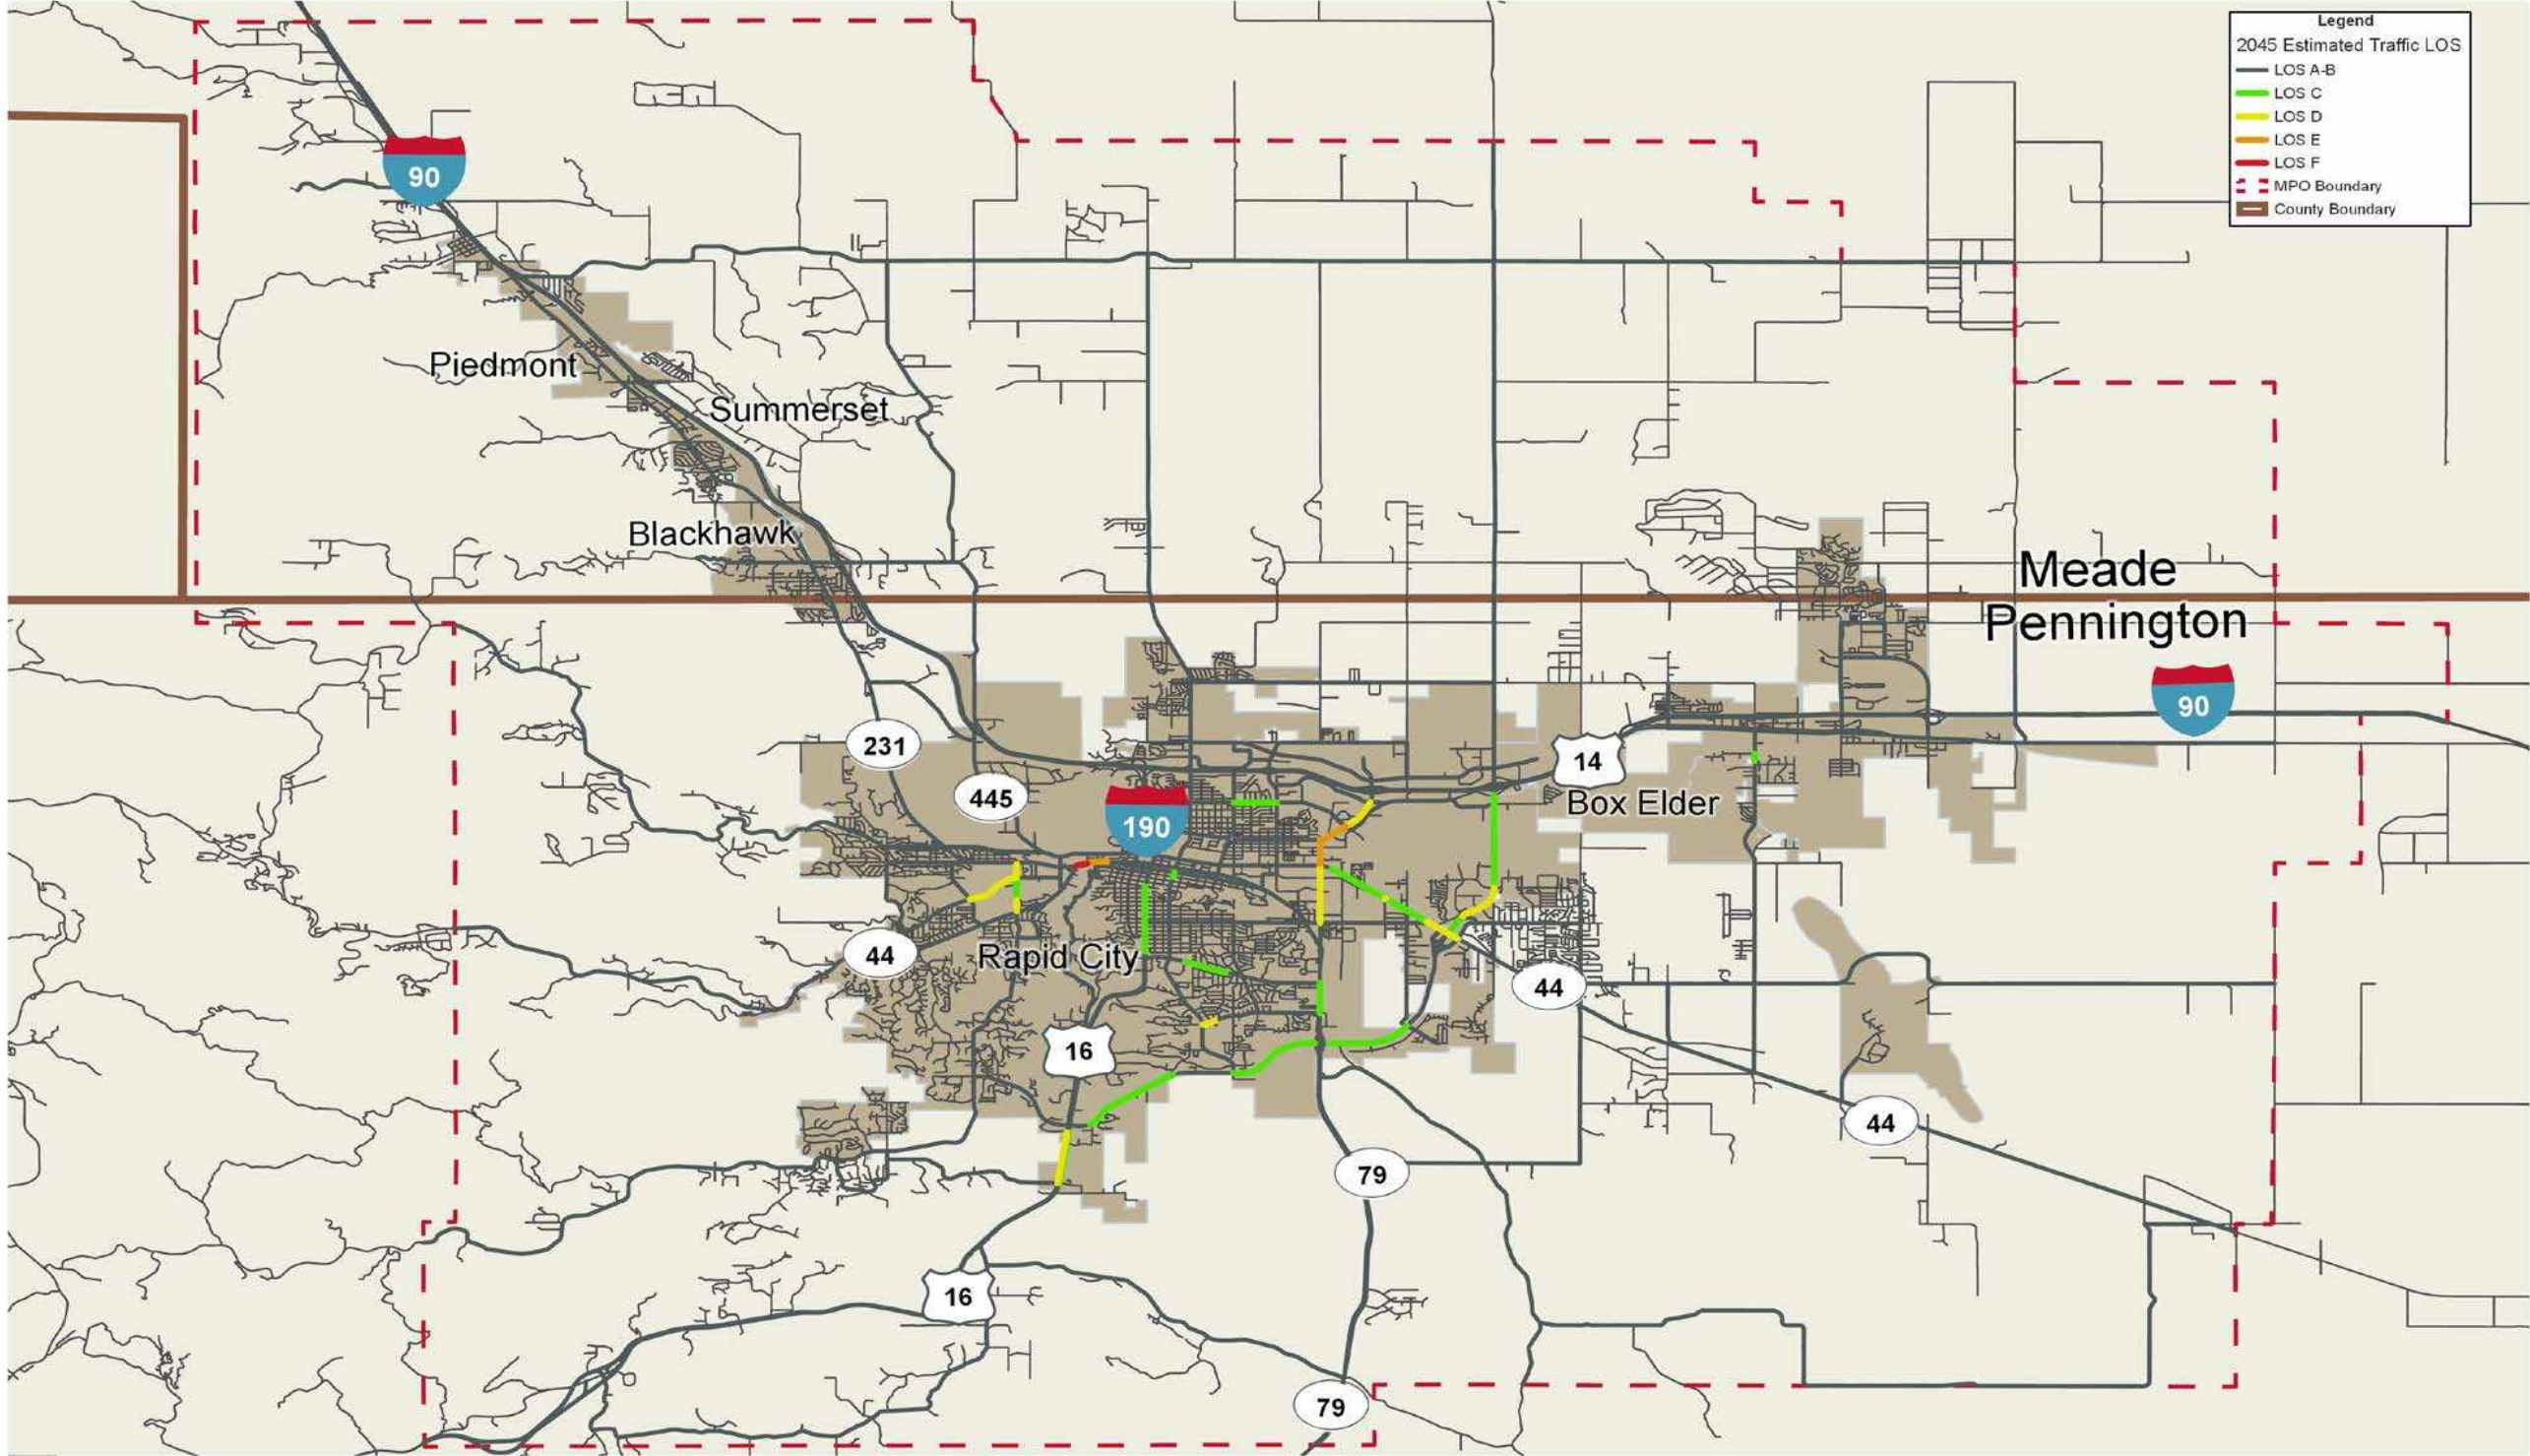 Legend
2045 Estimated Traffic LOS
LOS A-B
LOS C
LOS D
LOS E
LOS F
MPO Boundary
County Boundary
90
Piedmont
Summerset
Blackhawk
Meade
Pennington
90
231
14
445
Box Elder
190
44
Rapid City
44
16
44
79
16
79